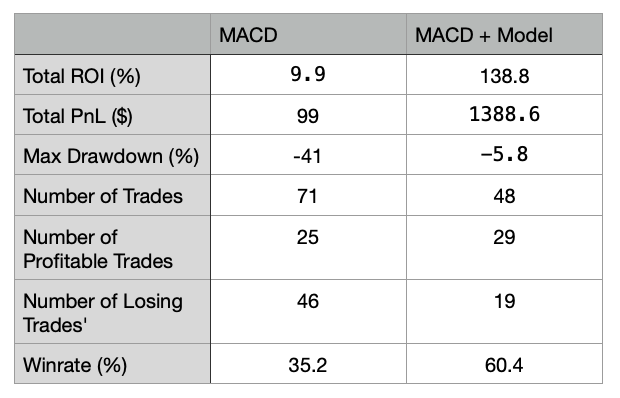 MACD MACD + Model
Total ROI (%) 9.9 138.8
Total PnL ($) 99 1388.6
Max Drawdown (%) -41 −5.8
Number of Trades 71 48
Number of 25 29
Profitable Trades
Number of Losing 46 19
Trades'
Winrate (%) 35.2 60.4